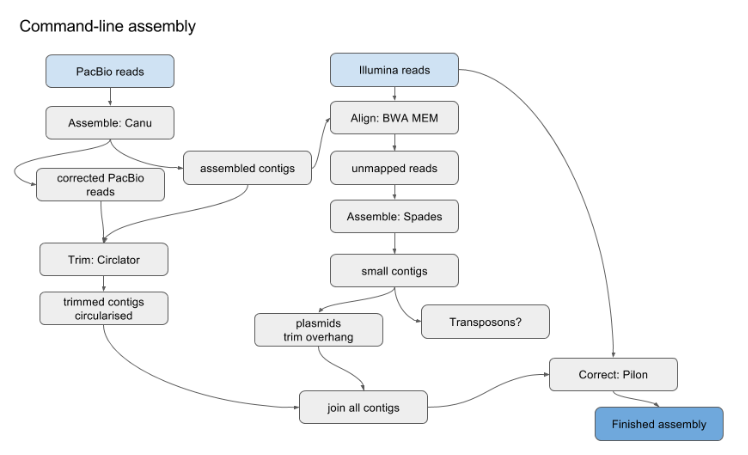 Command-line assembly
PacBio reads
Illumina reads
Assemble: Canu
Align: BWA MEM
corrected PacBio
reads
assembled contigs
unmapped reads
Assemble: Spades
Trim: Circlator
small contigs
trimmed contigs
circularised
plasmids
trim overhang
Transposons?
Correct: Pilon
join all contigs
Finished assembly